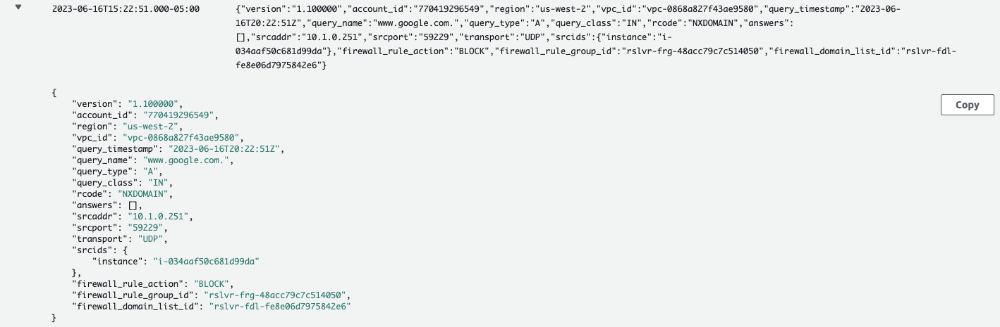 2023-06-16T15:22:51.000-05:00 {"version":"1.100000","account_id":"770419296549","region":"us-west-2","vpc_id":"vpc-0868a827f43ae9580","query_timestamp":"2023-06-
16T20:22:51Z","query_name":"www.google.com.","query_type":"A","query_class":"IN","rcode":"NXDOMAIN","answers":
[],"srcaddr":"10.1.0.251","srcport":"59229","transport":"UDP","srcids":{"instance":"i-
034aaf50c681d99da"},"firewall_rule_action":"BLOCK","firewall_rule_group_id":"rslvr-frg-48acc79c7c514050","firewall_domain_list_id":"rslvr-fdl-
fe8e06d7975842e6"}
{
Copy
"version": "1.100000",
"account_id": "770419296549",
"region": "us-west-2",
"vpc_id": "vpc-0868a827f43ae9580",
"query_timestamp": "2023-06-16T20:22:51Z",
"query_name": "www.google.com.",
"query_type": "A",
"query_class": "IN",
"rcode": "NXDOMAIN",
"answers": [],
"srcaddr": "10.1.0.251",
"srcport": "59229",
"transport": "UDP",
"srcids": {
"instance": "i-034aaf50c681d99da"
},
"firewall_rule_action": "BLOCK",
"firewall_rule_group_id": "rslvr-frg-48acc79c7c514050",
"firewall_domain_list_id": "rslvr-fdl-fe8e06d7975842e6"
}